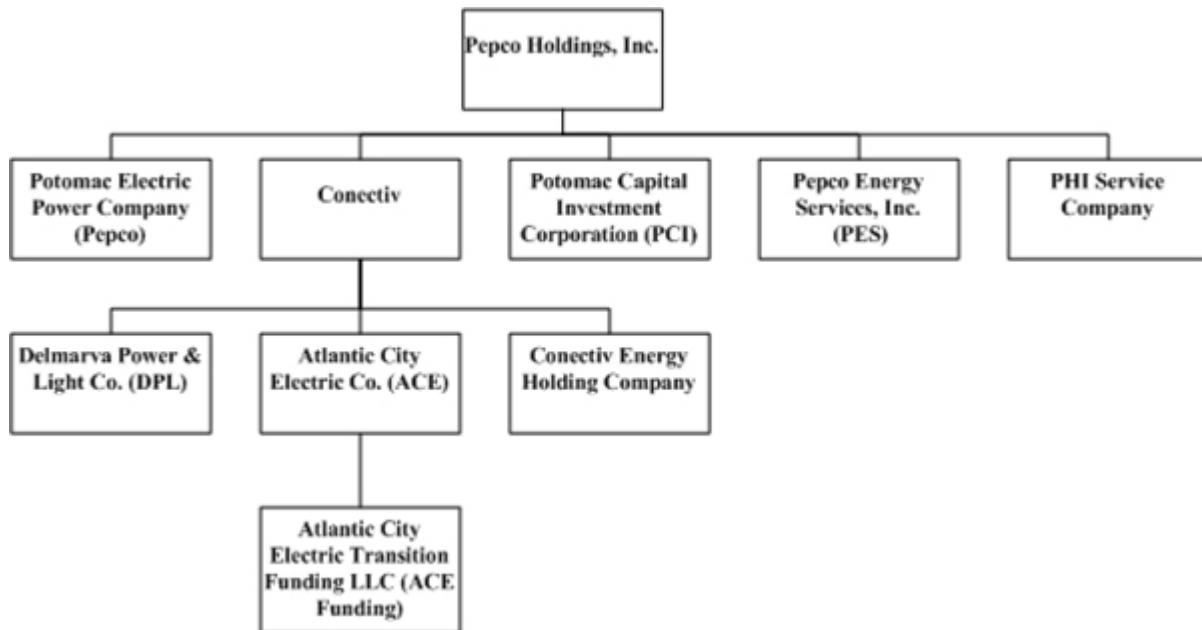 Pepco Holdings, Inc.
Potomac Electric
Power Company
(Pepco)
Conectiv
Potomac Capital
Investment
Corporation (PCI)
Pepco Energy
Services, Inc.
(PES)
PHI Service
Company
Delmarva Power &
Light Co. (DPL)
Atlantic City
Electric Co. (ACE)
Conectiv Energy
Holding Company
Atlantic City
Electric Transition
Funding LLC (ACE
Funding)